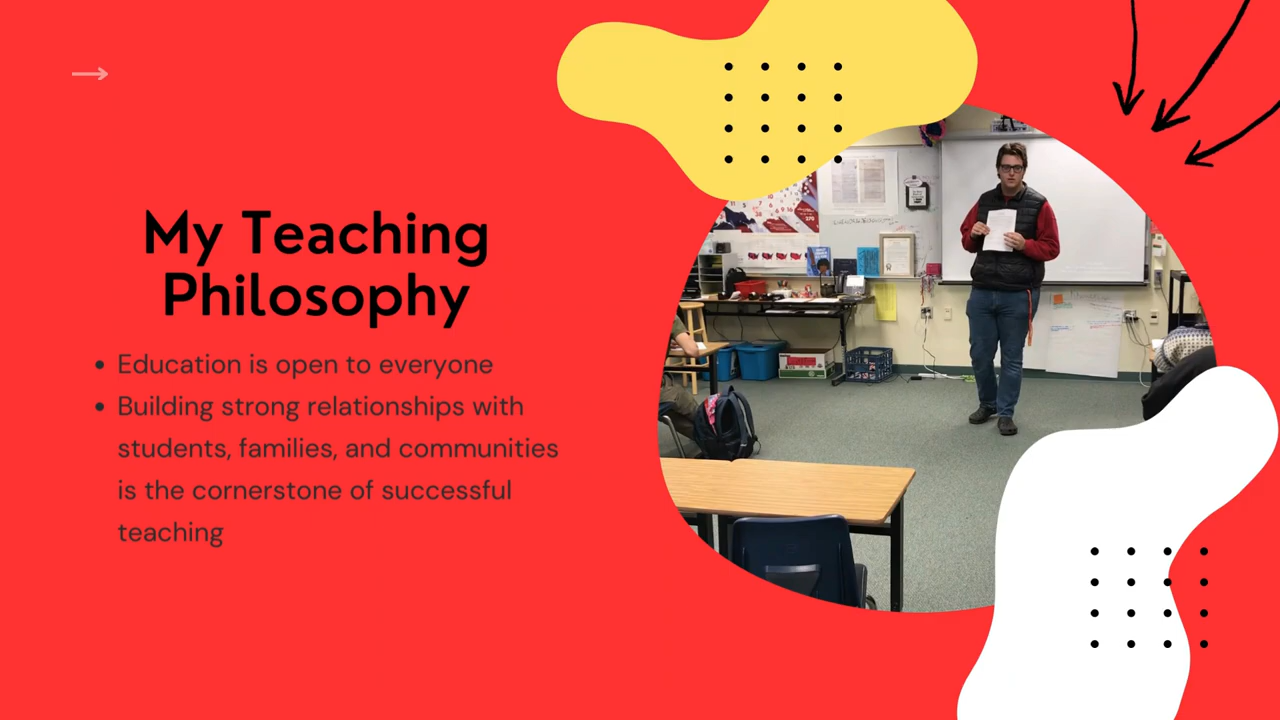 My Teaching
Philosophy
Education is open to everyone
Building strong relationships with
students, families, and communities
is the cornerstone of successful
teaching